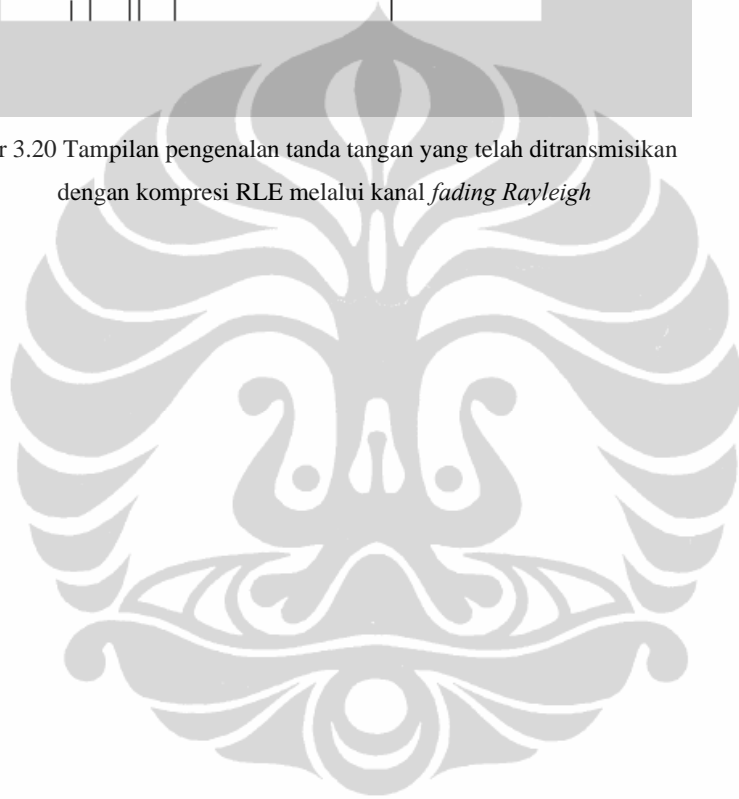 r 3.20 Tampilan pengenalan tanda tangan yang telah ditransmisikan
dengan kompresi RLE melalui kanal fading Rayleigh